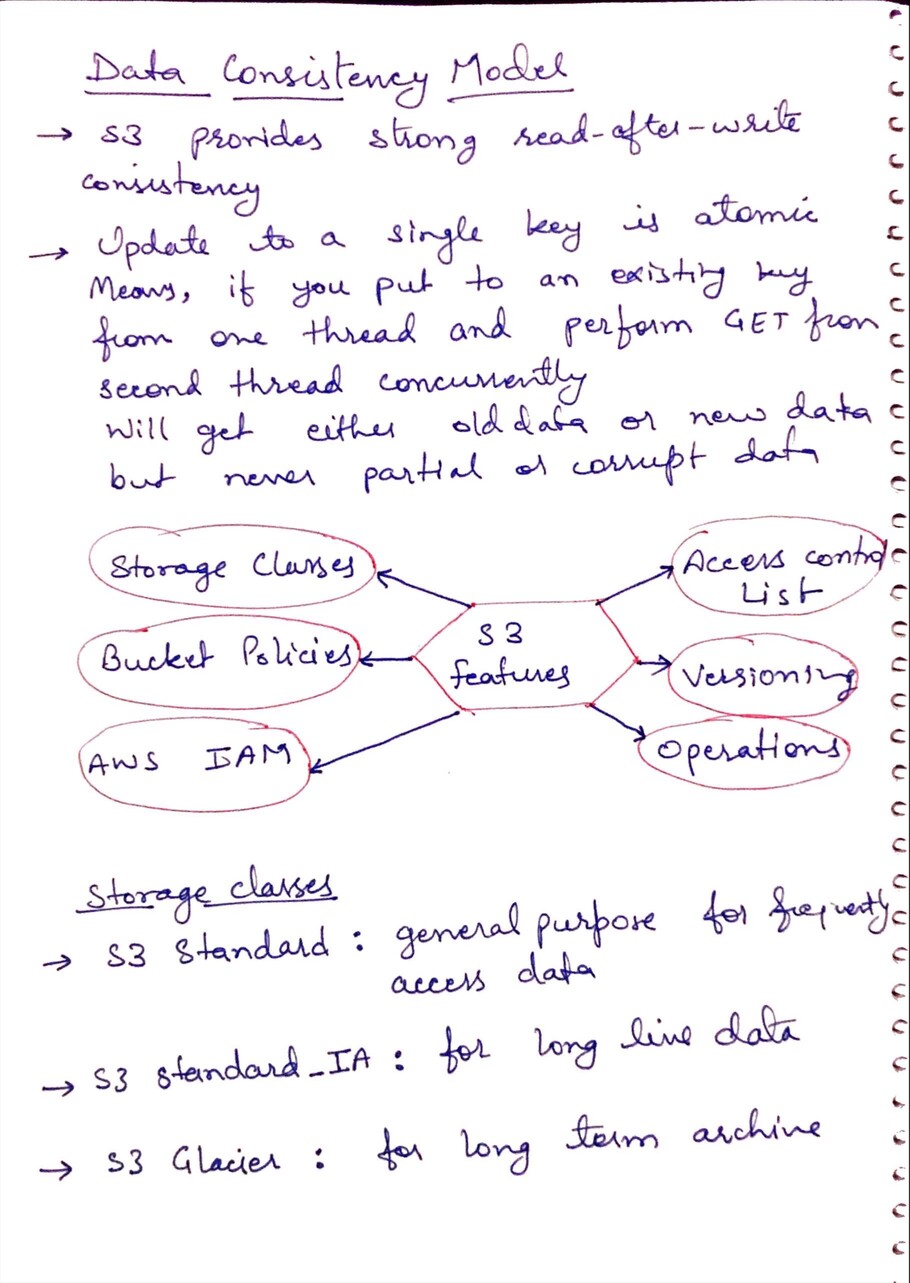 Data Consistency Model
→ S3 provides strong read-after-write
consistency
→ Update to a single key is atomic
Means, if you put to an existing key
from one thread and perform GET from
second thread concurrently
Will get either old data or new data
but never partial or corrupt data
Storage Classes
Access control
List
S3
features
Bucket Policies
Versioning
AWS IAM
Operations
Storage classes
→ S3 Standard : general purpose for frequently
access data
→ S3 Standard_IA : for long live data
→ S3 Glacier : for long term archive